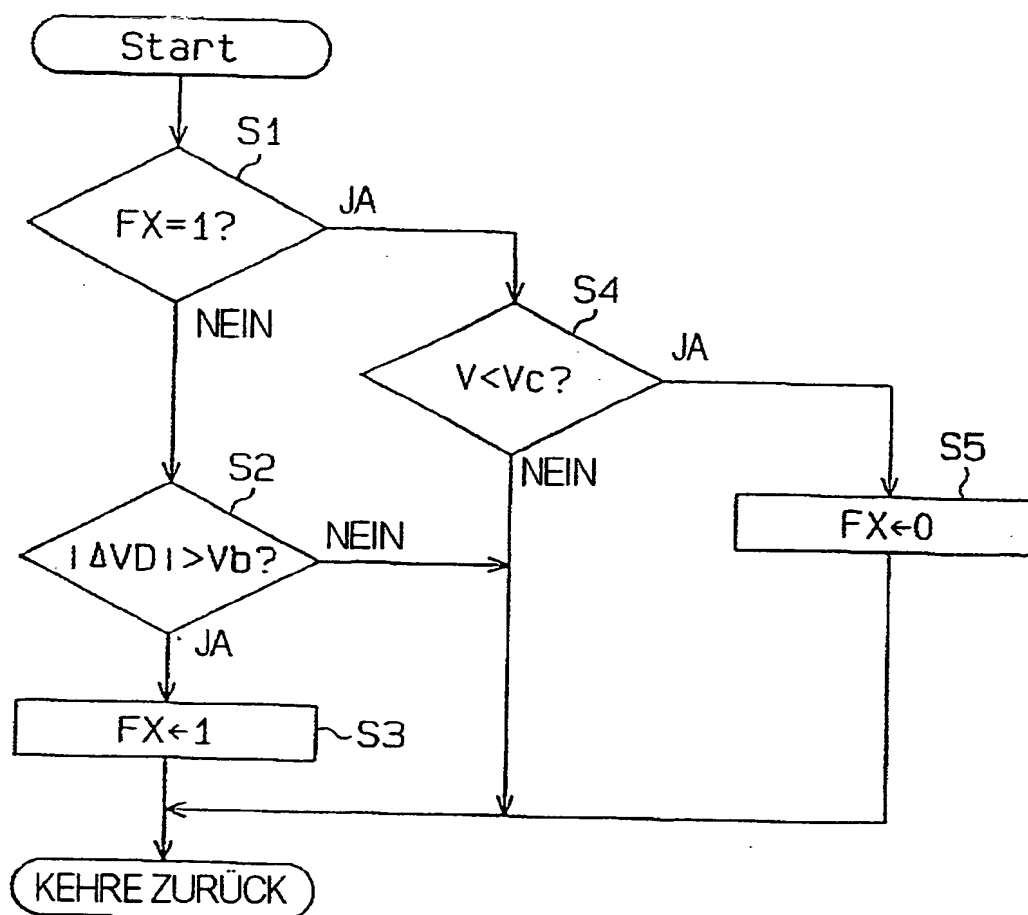 Start
S1
FX=1?
JA
NEIN
S4
V<Vc?
JA
NEIN
S5
FX←0
S2
|ΔVD|>Vb?
NEIN
JA
FX←1
S3
KEHRE ZURÜCK